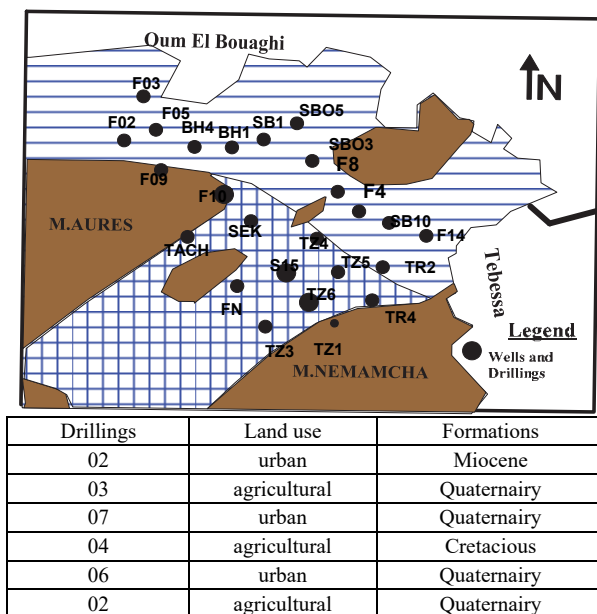 Oum El Bouaghi
N
F03
SBO5
F05
SB1
F02
BH4
BH1
SBO3
F8
F09
F10
F4
M.AURES
SEK
SB10
F14
TACH
TZ4
Tebessa
S15
TZ5
TR2
TZ6
FN
TR4
Legend
Wells and
Drillings
TZ3
TZ1
M.NEMAMCHA
Drillings Land use Formations
02 urban Miocene
03 agricultural Quaternairy
07 urban Quaternairy
04 agricultural Cretacious
06 urban Quaternairy
02 agricultural Quaternairy